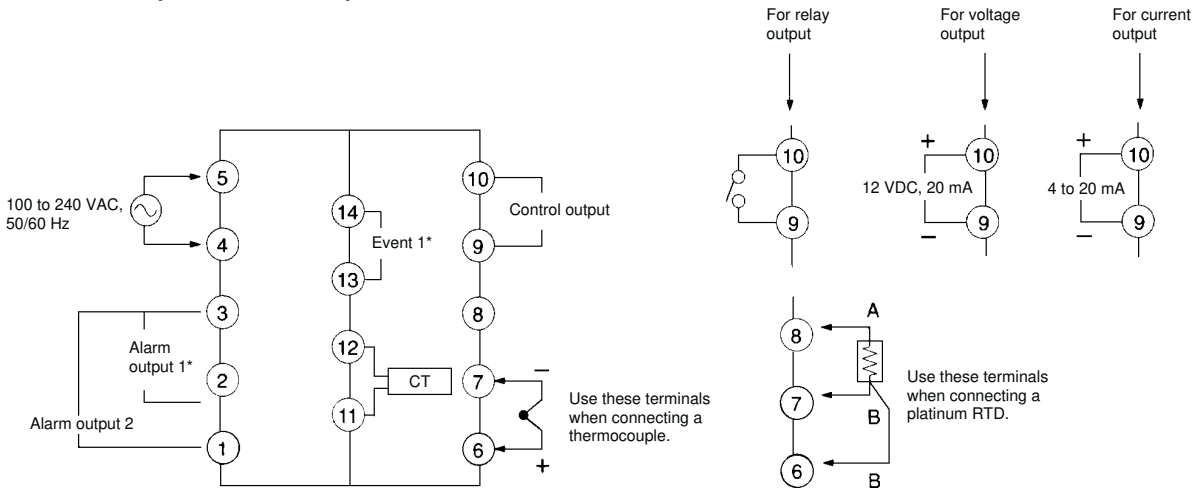 For relay
output
For voltage
output
For current
output
10
9
+
10
12 VDC, 20 mA
9
−
+
10
4 to 20 mA
9
−
100 to 240 VAC,
50/60 Hz
5
4
3
2
1
Alarm
output 1*
Alarm output 2
14
Event 1*
13
12
CT
11
10
Control output
9
8
7
−
6
+
Use these terminals
when connecting a
thermocouple.
8
A
7
B
6
B
Use these terminals
when connecting a
platinum RTD.